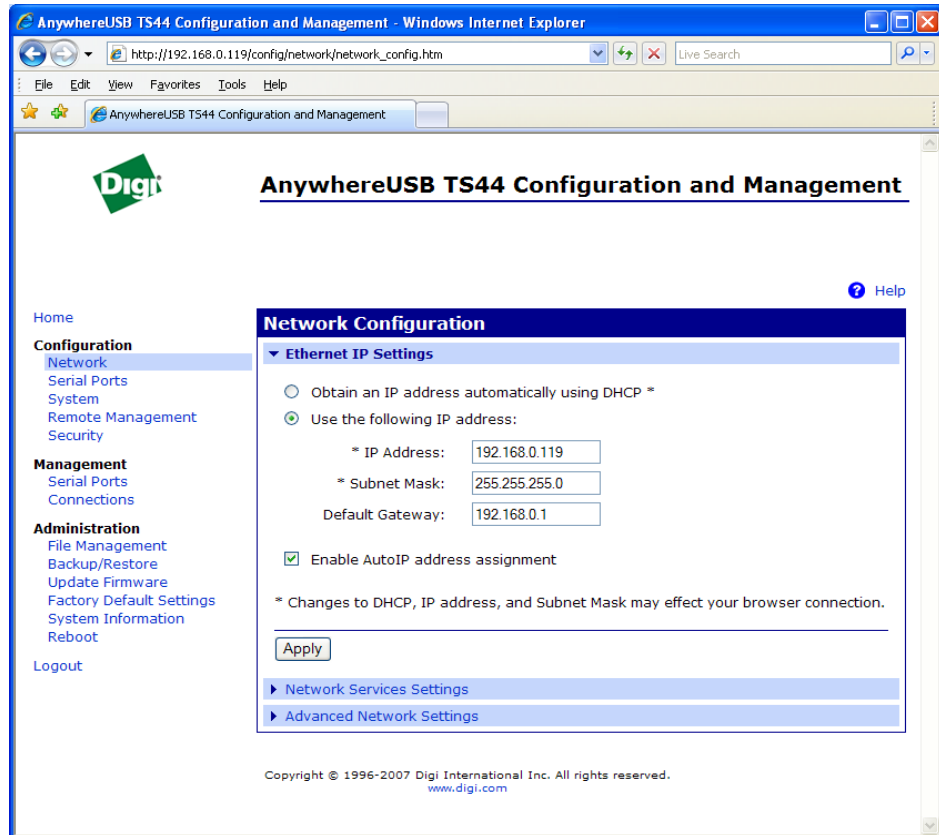 AnywhereUSB TS44 Configuration and Management - Windows Internet Explorer
http://192.168.0.119/config/network/network_config.htm
Live Search
File Edit View Favorites Tools Help
AnywhereUSB TS44 Configuration and Management
Digi
AnywhereUSB TS44 Configuration and Management
Help
Home
Configuration
Network
Serial Ports
System
Remote Management
Security
Management
Serial Ports
Connections
Administration
File Management
Backup/Restore
Update Firmware
Factory Default Settings
System Information
Reboot
Logout
Network Configuration
Ethernet IP Settings
Obtain an IP address automatically using DHCP *
Use the following IP address:
* IP Address: 192.168.0.119
* Subnet Mask: 255.255.255.0
Default Gateway: 192.168.0.1
Enable AutoIP address assignment
* Changes to DHCP, IP address, and Subnet Mask may effect your browser connection.
Apply
Network Services Settings
Advanced Network Settings
Copyright © 1996-2007 Digi International Inc. All rights reserved.
www.digi.com